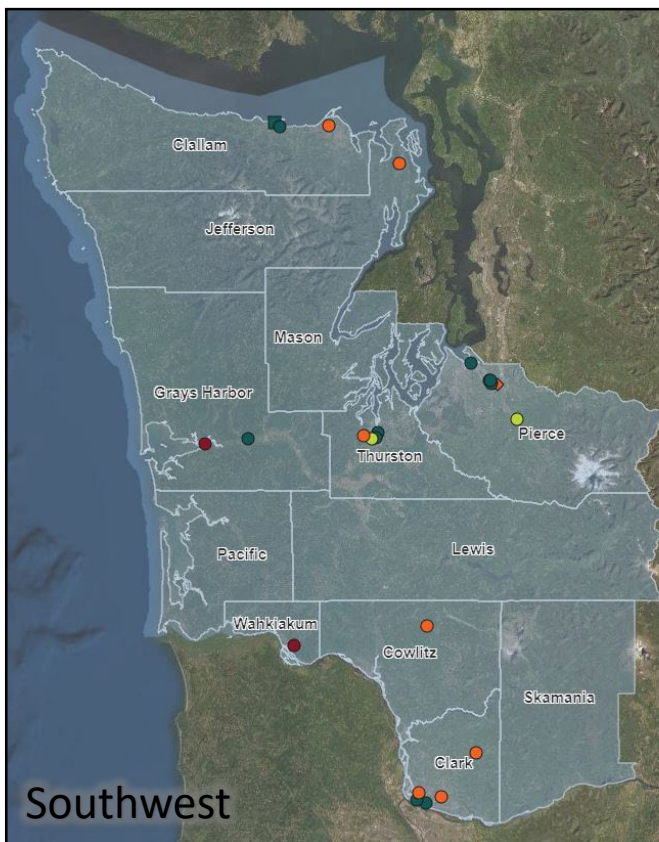 Clallam
Jefferson
Mason
Grays Harbor
Pierce
Thurston
Pacific
Lewis
Wahkiakum
Cowlitz
Skamania
Clark
Southwest